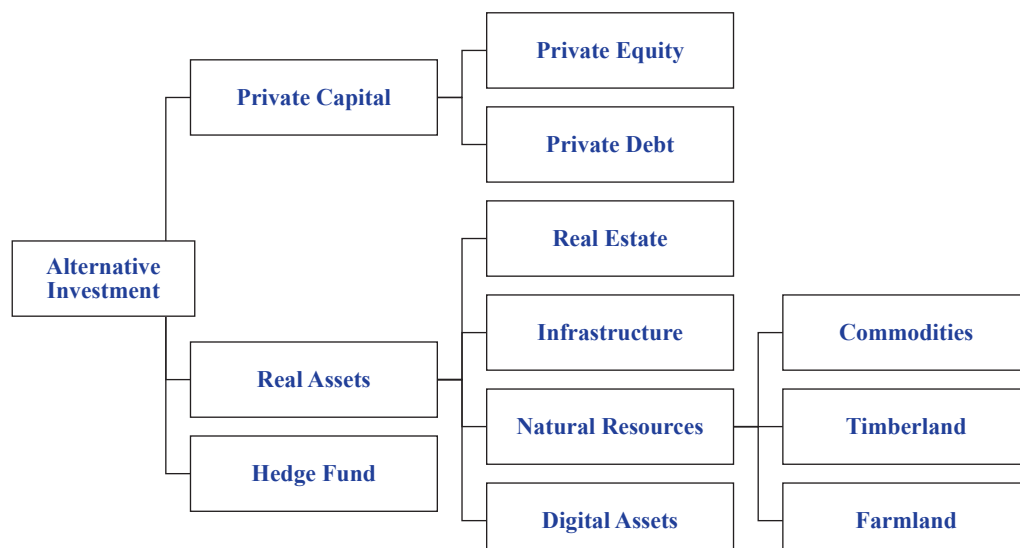 Private Equity
Private Capital
Private Debt
Real Estate
Alternative
Investment
Infrastructure
Commodities
Real Assets
Natural Resources
Timberland
Hedge Fund
Digital Assets
Farmland